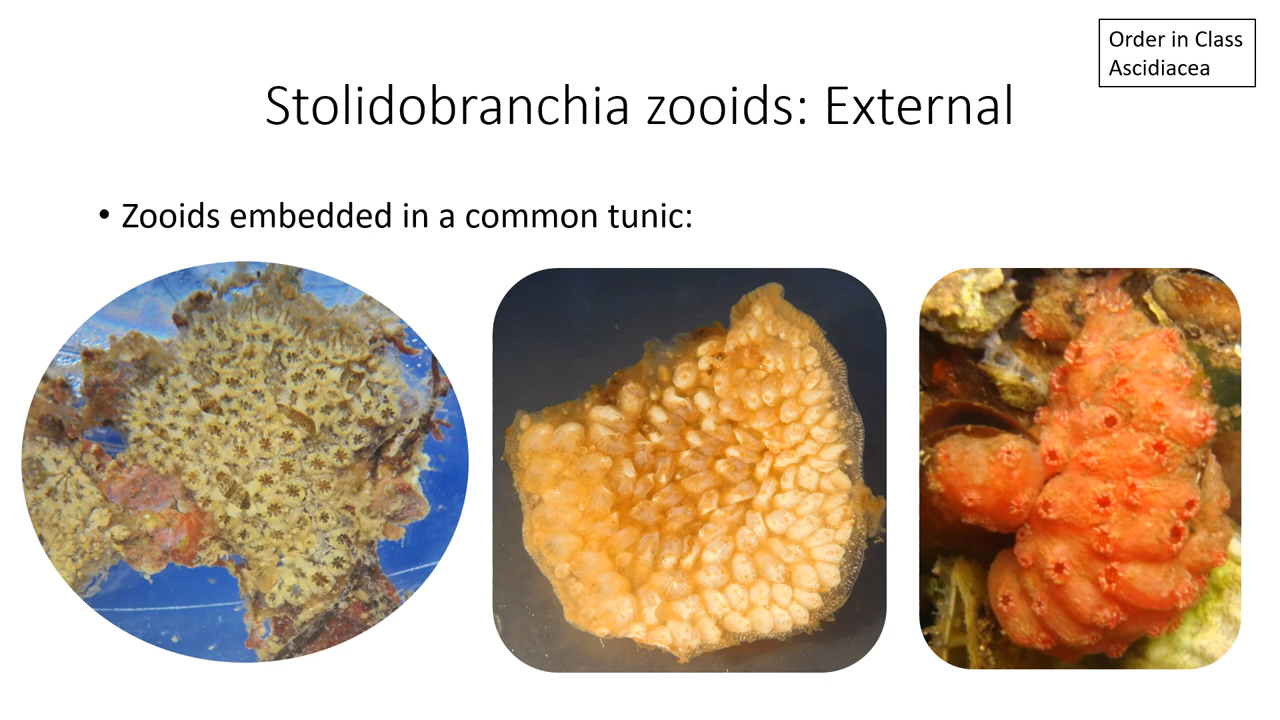 Order in Class
Ascidiacea
Stolidobranchia zooids: External
• Zooids embedded in a common tunic: